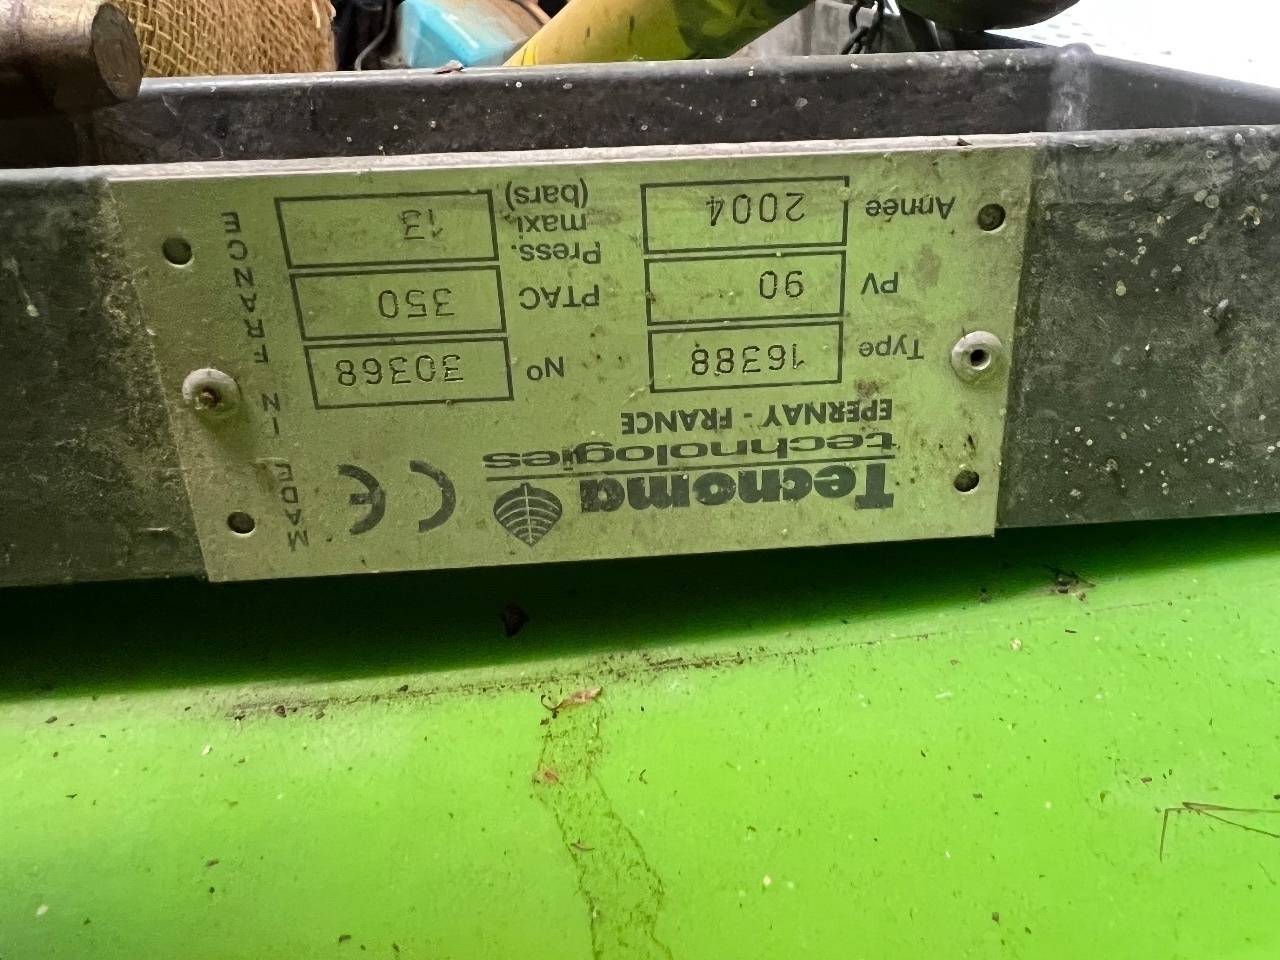 Tecnoma
technologies
EPERNAY - FRANCE
CE
Type 16388 No 30368
PV 90 PTAC 350
Année 2004 Press. maxi. (bars) 13
MADE IN FRANCE